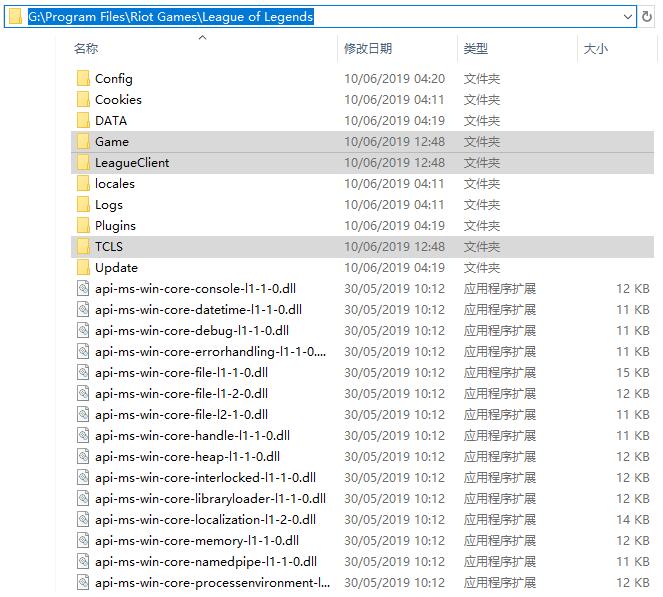 G:\Program Files\Riot Games\League of Legends
名称 修改日期 类型 大小
Config 10/06/2019 04:20 文件夹
Cookies 10/06/2019 04:11 文件夹
DATA 10/06/2019 04:19 文件夹
Game 10/06/2019 12:48 文件夹
LeagueClient 10/06/2019 12:48 文件夹
locales 10/06/2019 04:11 文件夹
Logs 10/06/2019 04:11 文件夹
Plugins 10/06/2019 04:19 文件夹
TCLS 10/06/2019 12:48 文件夹
Update 10/06/2019 04:19 文件夹
api-ms-win-core-console-l1-1-0.dll 30/05/2019 10:12 应用程序扩展 12 KB
api-ms-win-core-datetime-l1-1-0.dll 30/05/2019 10:12 应用程序扩展 11 KB
api-ms-win-core-debug-l1-1-0.dll 30/05/2019 10:12 应用程序扩展 11 KB
api-ms-win-core-errorhandling-l1-1-0.... 30/05/2019 10:12 应用程序扩展 11 KB
api-ms-win-core-file-l1-1-0.dll 30/05/2019 10:12 应用程序扩展 15 KB
api-ms-win-core-file-l1-2-0.dll 30/05/2019 10:12 应用程序扩展 12 KB
api-ms-win-core-file-l2-1-0.dll 30/05/2019 10:12 应用程序扩展 11 KB
api-ms-win-core-handle-l1-1-0.dll 30/05/2019 10:12 应用程序扩展 11 KB
api-ms-win-core-heap-l1-1-0.dll 30/05/2019 10:12 应用程序扩展 12 KB
api-ms-win-core-interlocked-l1-1-0.dll 30/05/2019 10:12 应用程序扩展 12 KB
api-ms-win-core-libraryloader-l1-1-0.dll 30/05/2019 10:12 应用程序扩展 12 KB
api-ms-win-core-localization-l1-2-0.dll 30/05/2019 10:12 应用程序扩展 14 KB
api-ms-win-core-memory-l1-1-0.dll 30/05/2019 10:12 应用程序扩展 12 KB
api-ms-win-core-namedpipe-l1-1-0.dll 30/05/2019 10:12 应用程序扩展 11 KB
api-ms-win-core-processenvironment-l... 30/05/2019 10:12 应用程序扩展 12 KB